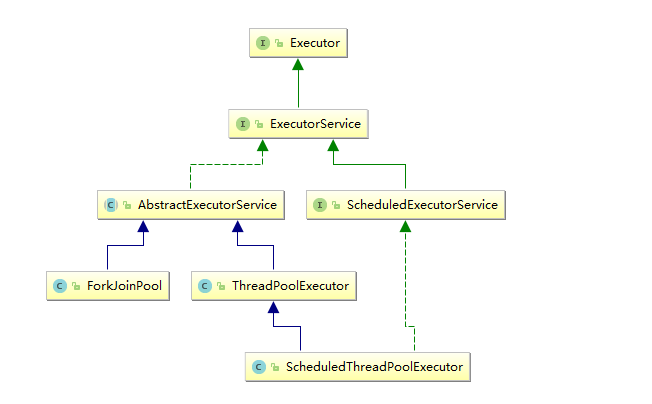 I Executor
I ExecutorService
C AbstractExecutorService
I ScheduledExecutorService
C ForkJoinPool
C ThreadPoolExecutor
C ScheduledThreadPoolExecutor